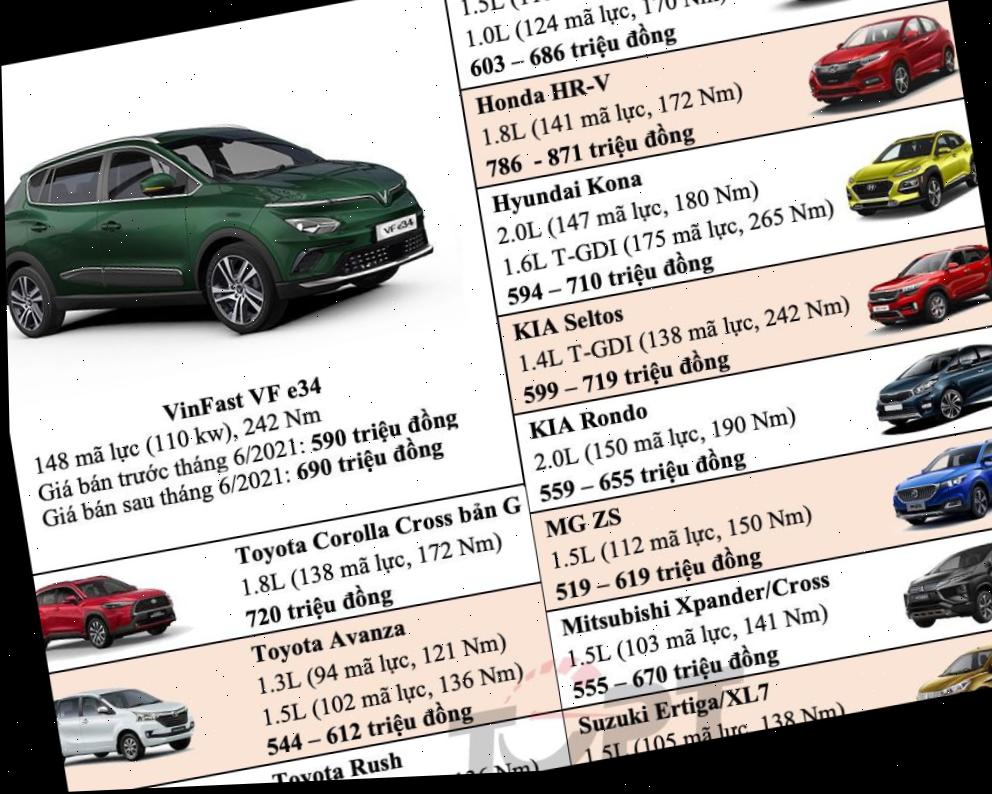 VF e34
VinFast VF e34
148 mã lực (110 kw), 242 Nm
Giá bán trước tháng 6/2021: 590 triệu đồng
Giá bán sau tháng 6/2021: 690 triệu đồng
Toyota Corolla Cross bản G
1.8L (138 mã lực, 172 Nm)
720 triệu đồng
Toyota Avanza
1.3L (94 mã lực, 121 Nm)
1.5L (102 mã lực, 136 Nm)
544 – 612 triệu đồng
Toyota Rush
1.5L
1.0L (124 mã lực, 170 Nm)
603 – 686 triệu đồng
Honda HR-V
1.8L (141 mã lực, 172 Nm)
786 - 871 triệu đồng
Hyundai Kona
2.0L (147 mã lực, 180 Nm)
1.6L T-GDI (175 mã lực, 265 Nm)
594 – 710 triệu đồng
KIA Seltos
1.4L T-GDI (138 mã lực, 242 Nm)
599 – 719 triệu đồng
KIA Rondo
2.0L (150 mã lực, 190 Nm)
559 – 655 triệu đồng
MG ZS
1.5L (112 mã lực, 150 Nm)
519 – 619 triệu đồng
Mitsubishi Xpander/Cross
1.5L (103 mã lực, 141 Nm)
555 – 670 triệu đồng
Suzuki Ertiga/XL7
1.5L (105 mã lực, 138 Nm)